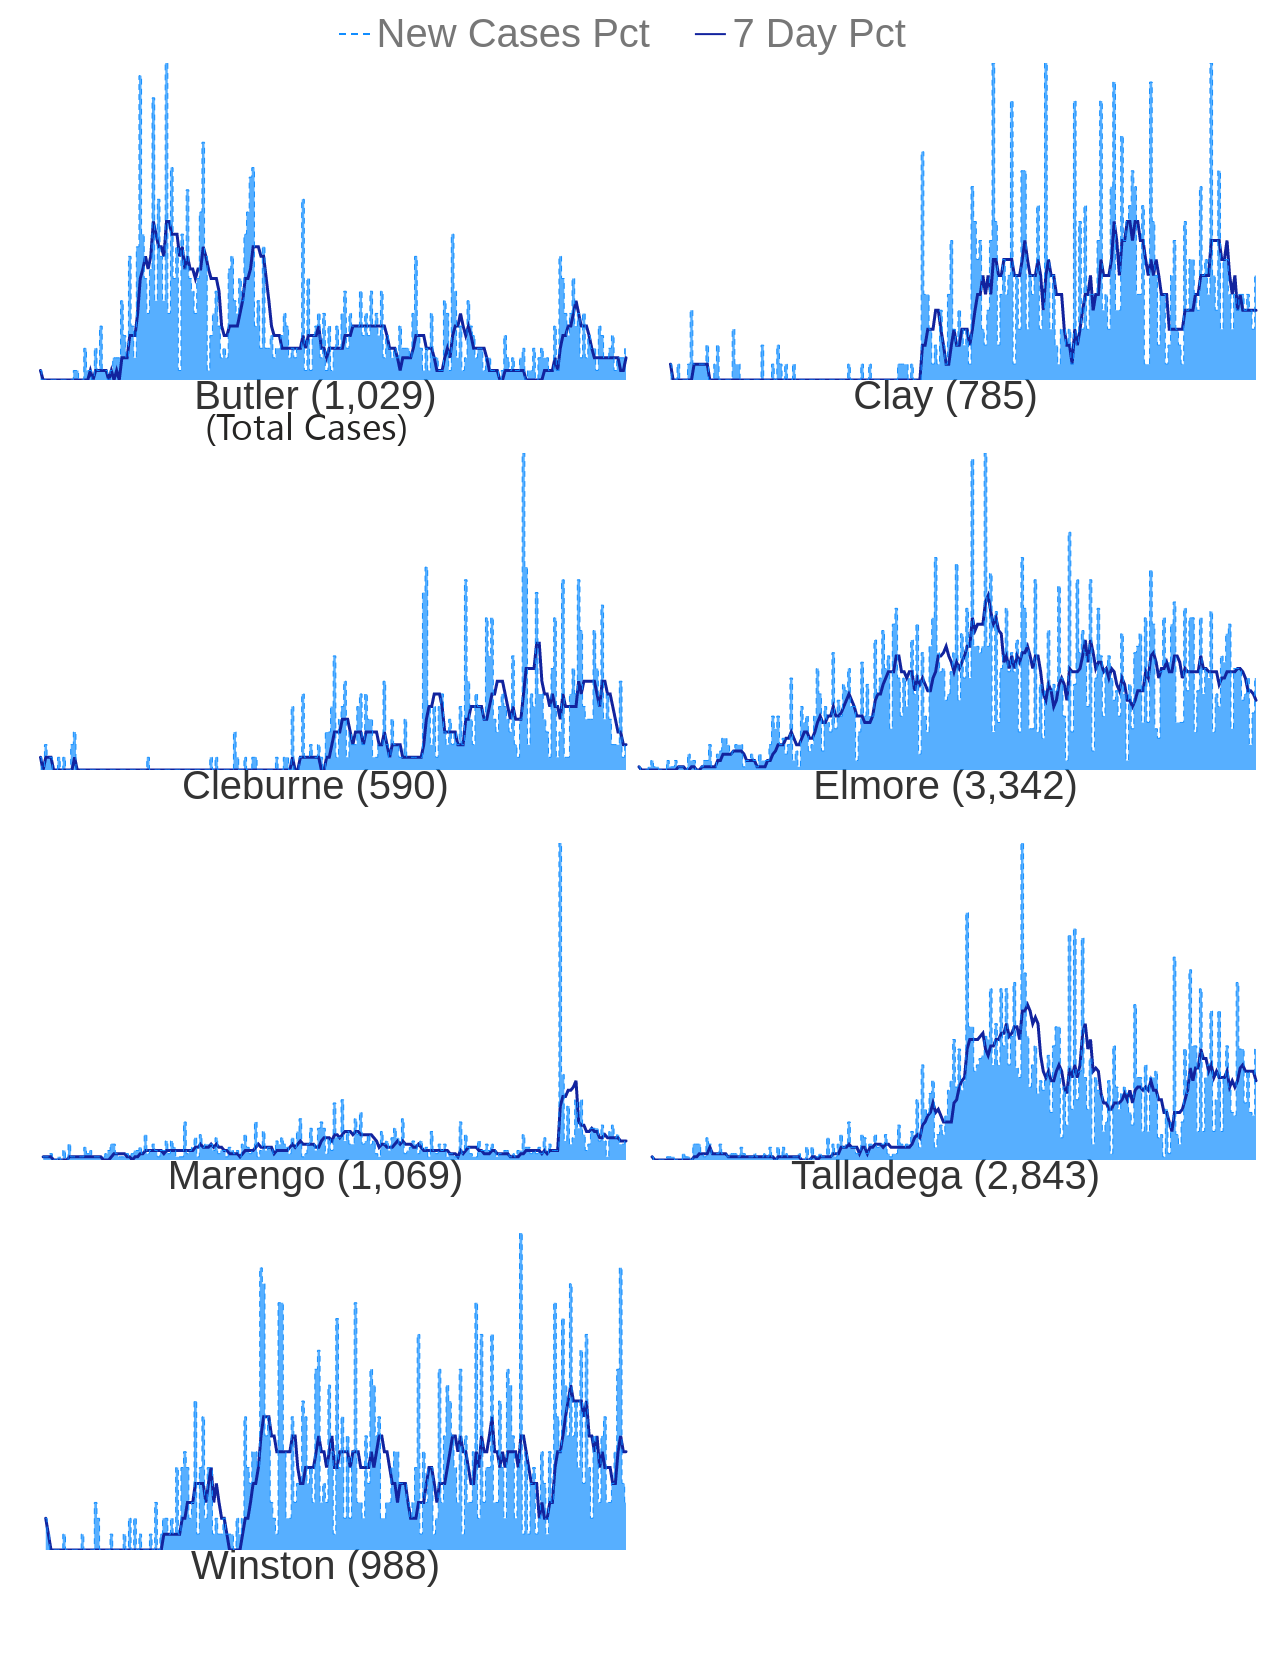 New Cases Pct 7 Day Pct
Butler (1,029) Clay (785)
(Total Cases)
Cleburne (590) Elmore (3,342)
Marengo (1,069) Talladega (2,843)
Winston (988)